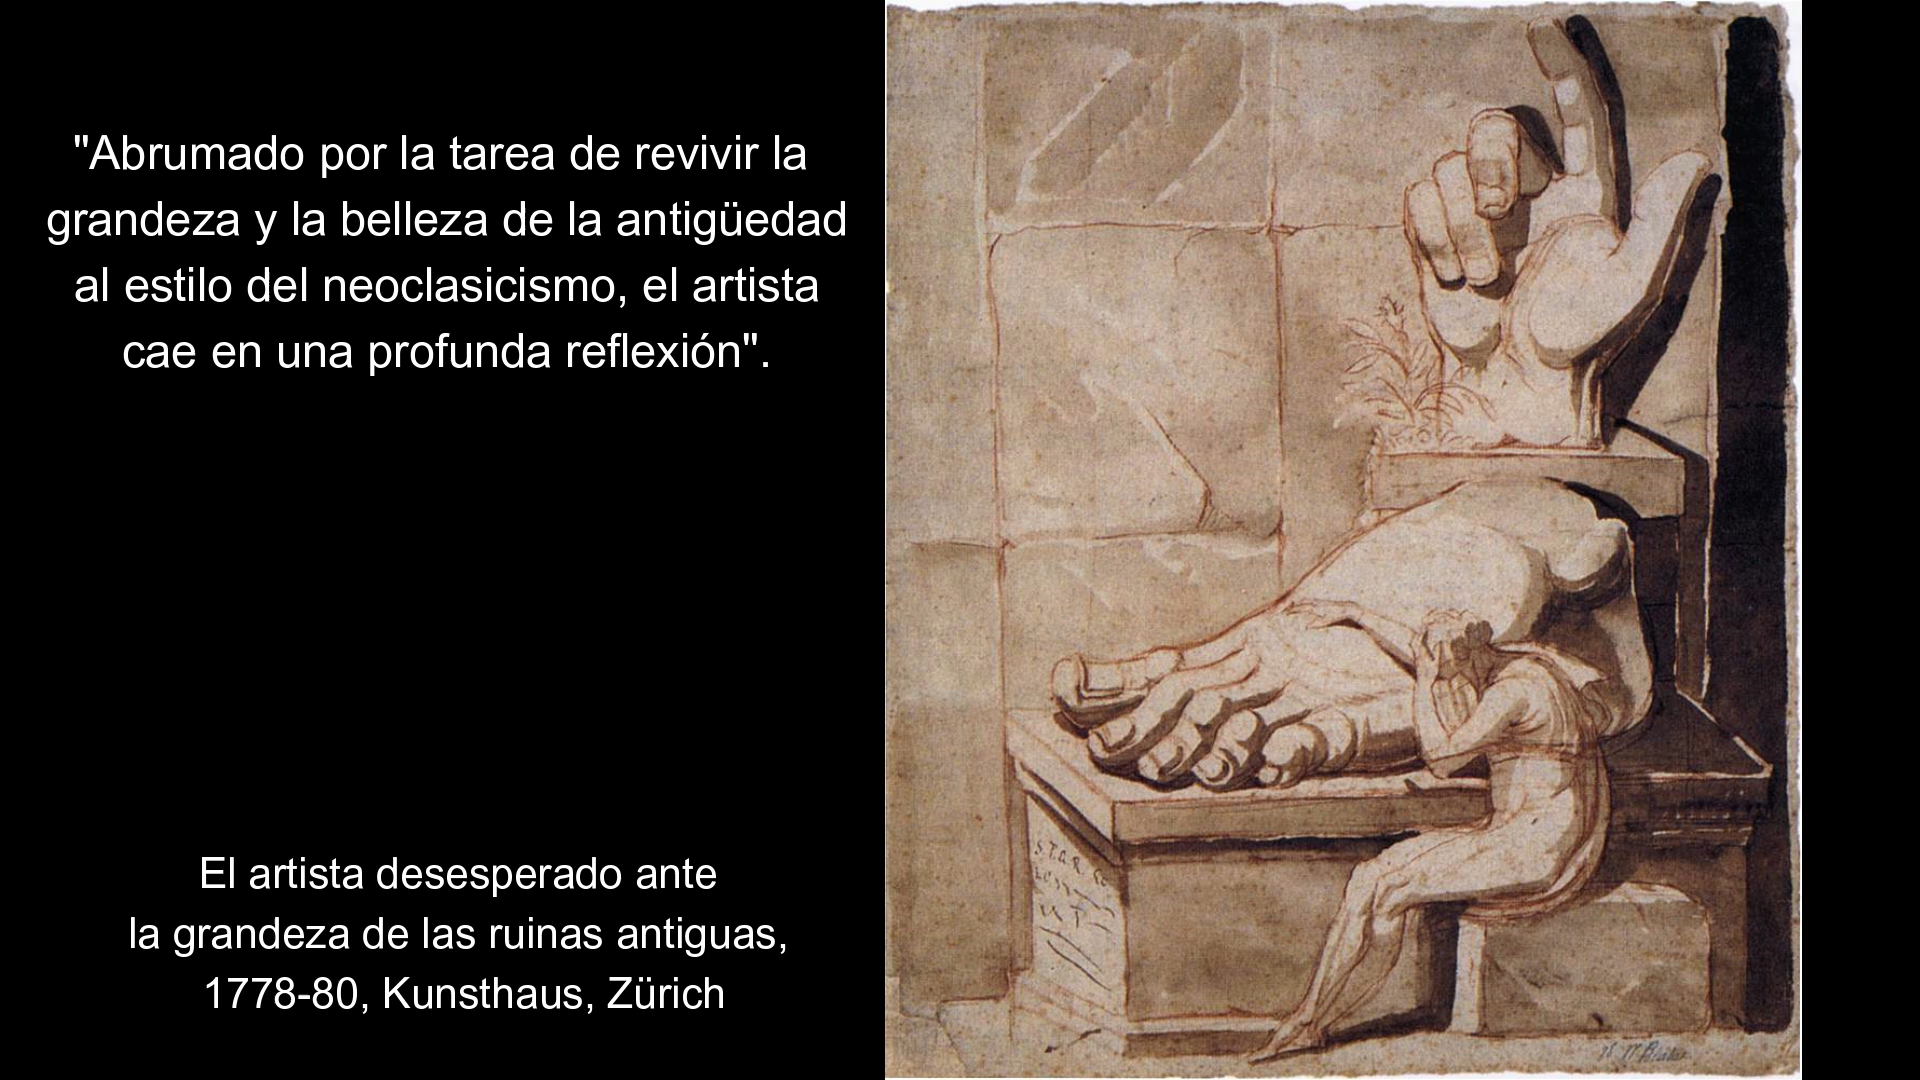 "Abrumado por la tarea de revivir la
grandeza y la belleza de la antigüedad
al estilo del neoclasicismo, el artista
cae en una profunda reflexión".
El artista desesperado ante
la grandeza de las ruinas antiguas,
1778-80, Kunsthaus, Zürich